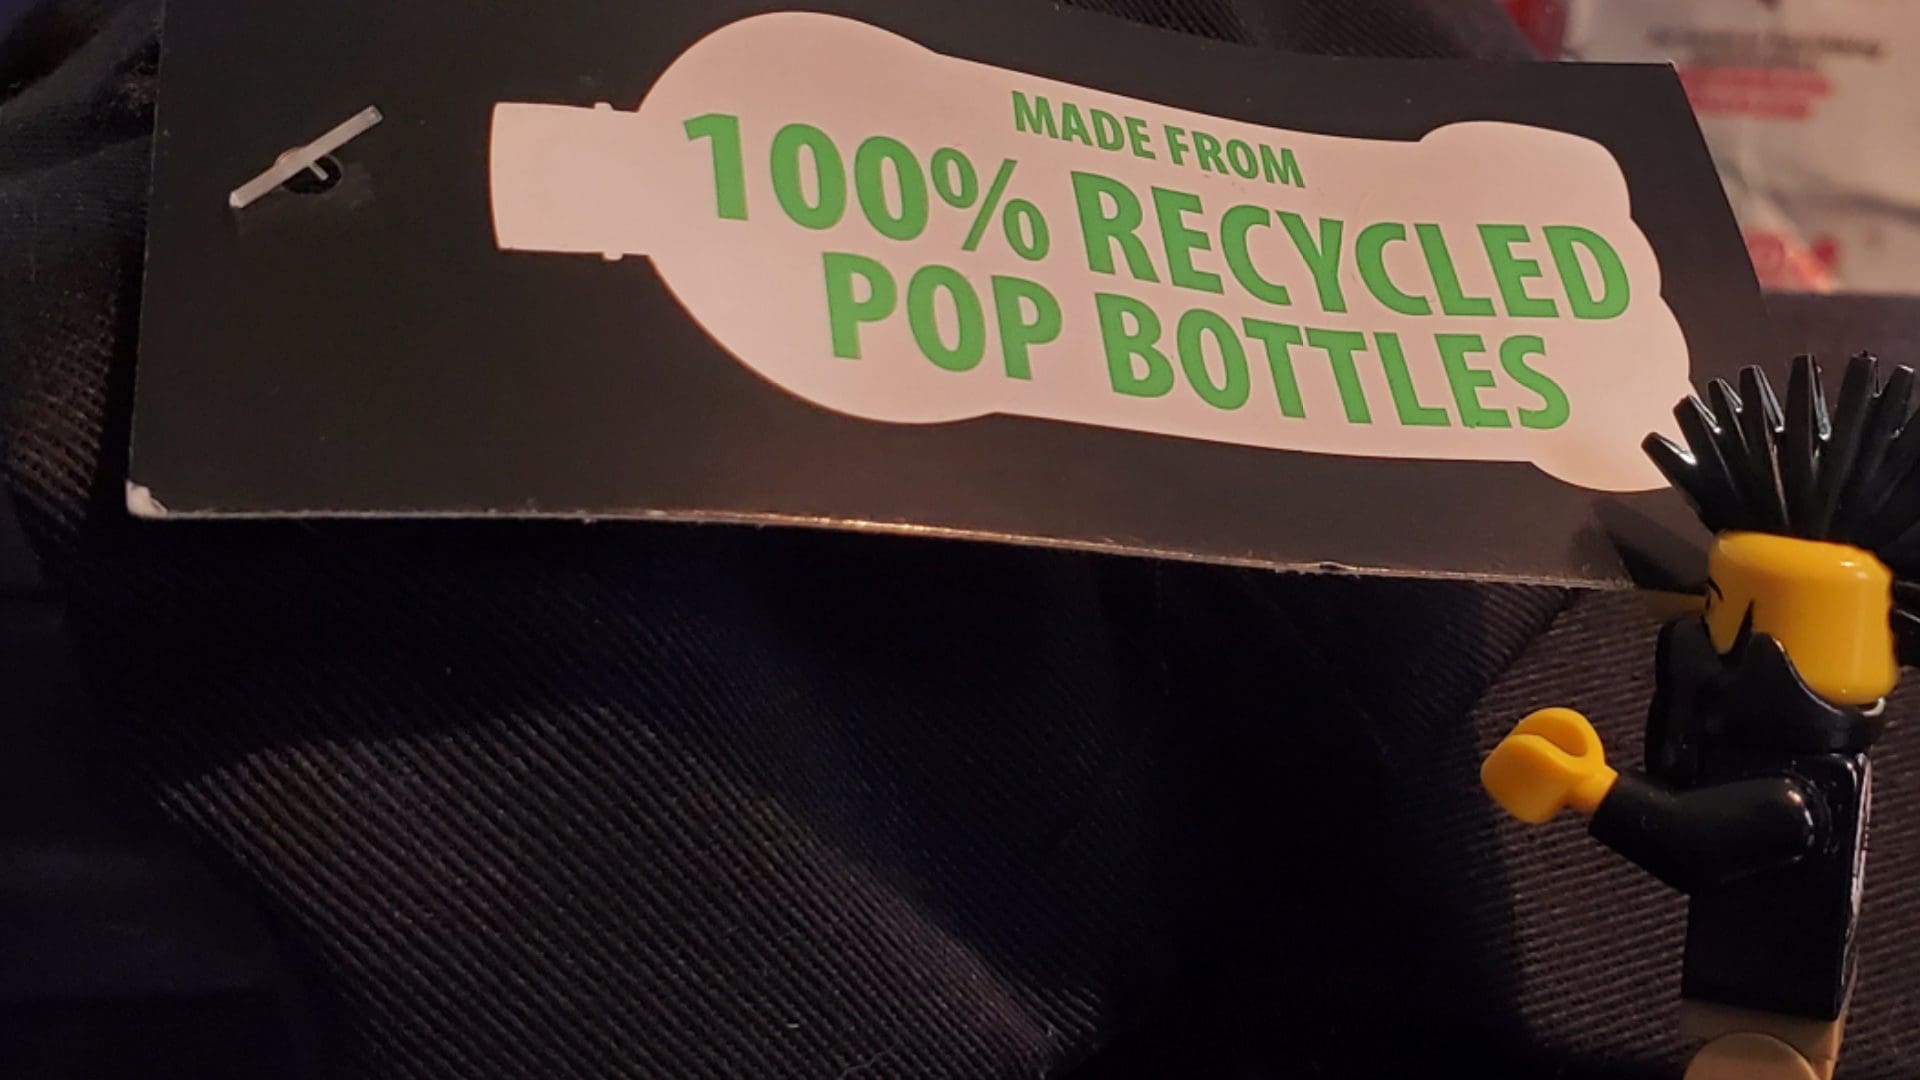 MADE FROM
100% RECYCLED
POP BOTTLES